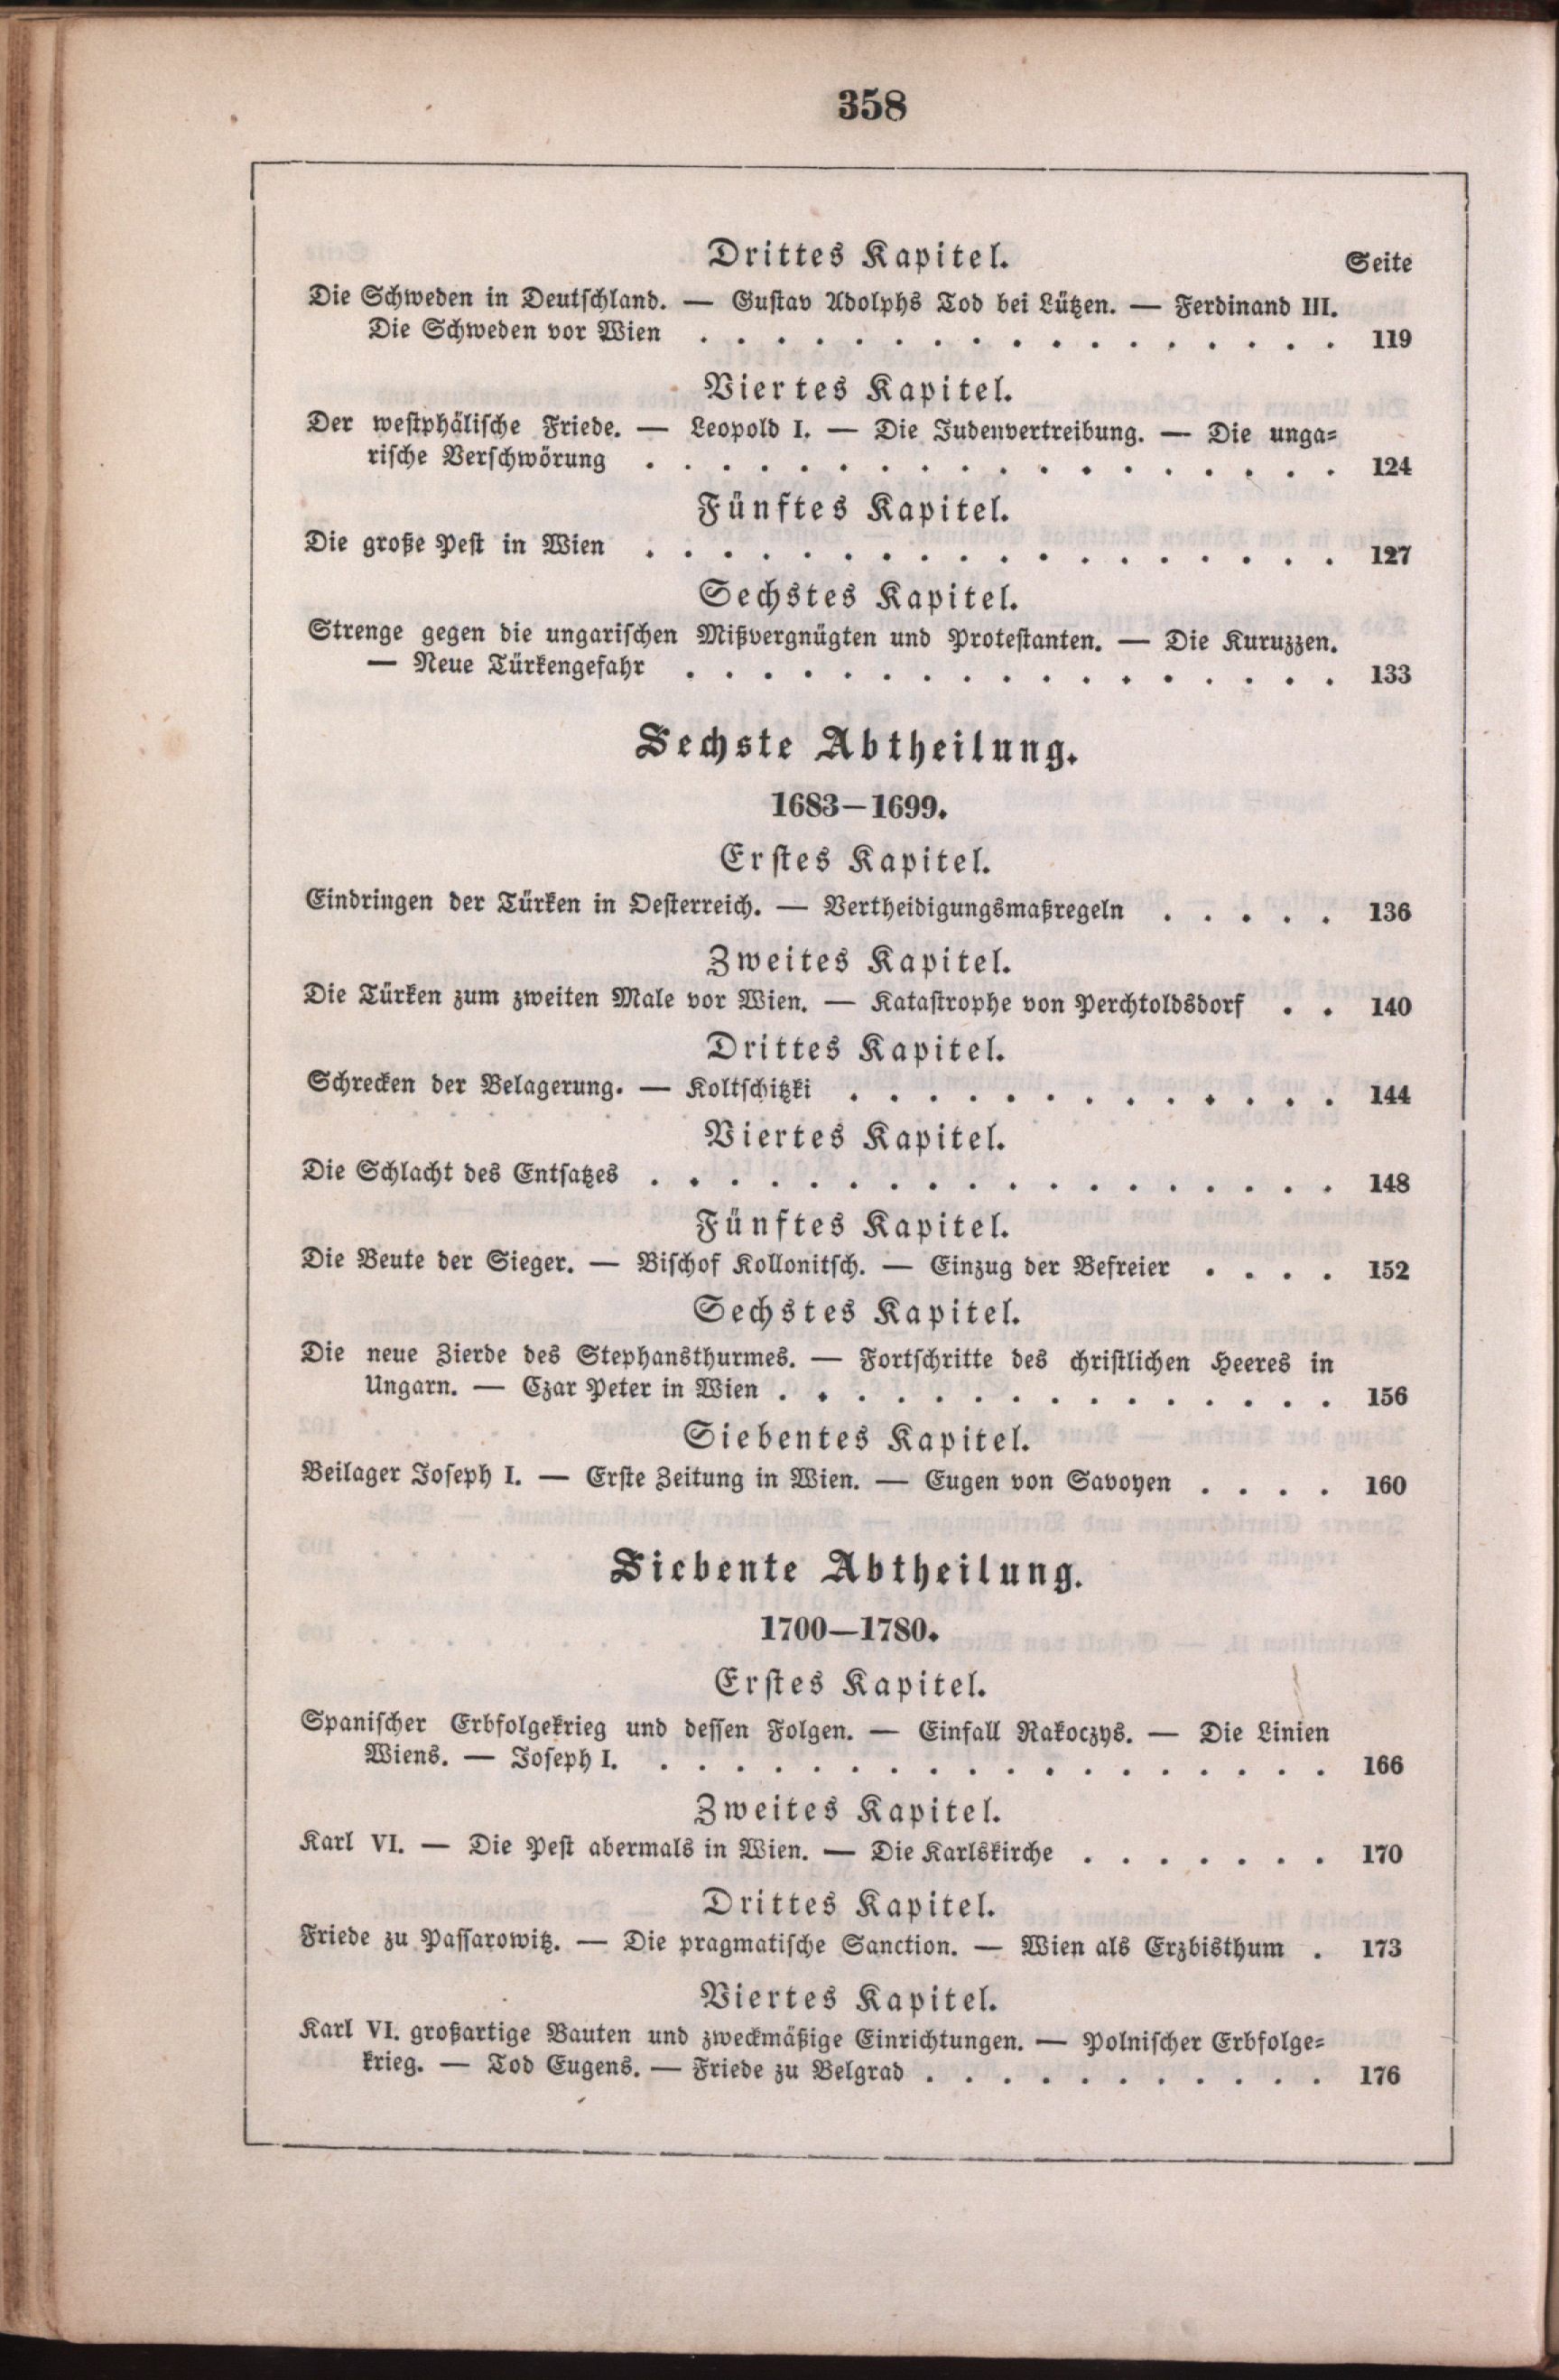 358
Drittes Kapitel.
Seite
Die Schweden in Deutschland. — Gustav Adolphs Tod bei Lützen. — Ferdinand III.
Die Schweden vor Wien . . . . . . . . . . . . . . . . . 119
Viertes Kapitel.
Der westphälische Friede. — Leopold I. — Die Judenvertreibung. — Die unga-
rische Verschwörung . . . . . . . . . . . . . . . . . . 124
Fünftes Kapitel.
Die große Pest in Wien . . . . . . . . . . . . . . . . . . 127
Sechstes Kapitel.
Strenge gegen die ungarischen Mißvergnügten und Protestanten. — Die Kuruzzen.
— Neue Türkengefahr . . . . . . . . . . . . . . . . . 133
Sechste Abtheilung.
1683—1699.
Erstes Kapitel.
Eindringen der Türken in Oesterreich. — Vertheidigungsmaßregeln . . . . . 136
Zweites Kapitel.
Die Türken zum zweiten Male vor Wien. — Katastrophe von Perchtoldsdorf . . 140
Drittes Kapitel.
Schrecken der Belagerung. — Koltschitzki . . . . . . . . . . . . . 144
Viertes Kapitel.
Die Schlacht des Entsatzes . . . . . . . . . . . . . . . . . . 148
Fünftes Kapitel.
Die Beute der Sieger. — Bischof Kollonitsch. — Einzug der Befreier . . . . 152
Sechstes Kapitel.
Die neue Zierde des Stephansthurmes. — Fortschritte des christlichen Heeres in
Ungarn. — Czar Peter in Wien . . . . . . . . . . . . . . . 156
Siebentes Kapitel.
Beilager Joseph I. — Erste Zeitung in Wien. — Eugen von Savoyen . . . . 160
Siebente Abtheilung.
1700—1780.
Erstes Kapitel.
Spanischer Erbfolgekrieg und dessen Folgen. — Einfall Rakoczys. — Die Linien
Wiens. — Joseph I. . . . . . . . . . . . . . . . . . . 166
Zweites Kapitel.
Karl VI. — Die Pest abermals in Wien. — Die Karlskirche . . . . . . . 170
Drittes Kapitel.
Friede zu Passarowitz. — Die pragmatische Sanction. — Wien als Erzbisthum . 173
Viertes Kapitel.
Karl VI. großartige Bauten und zweckmäßige Einrichtungen. — Polnischer Erbfolge-
krieg. — Tod Eugens. — Friede zu Belgrad . . . . . . . . . . . 176